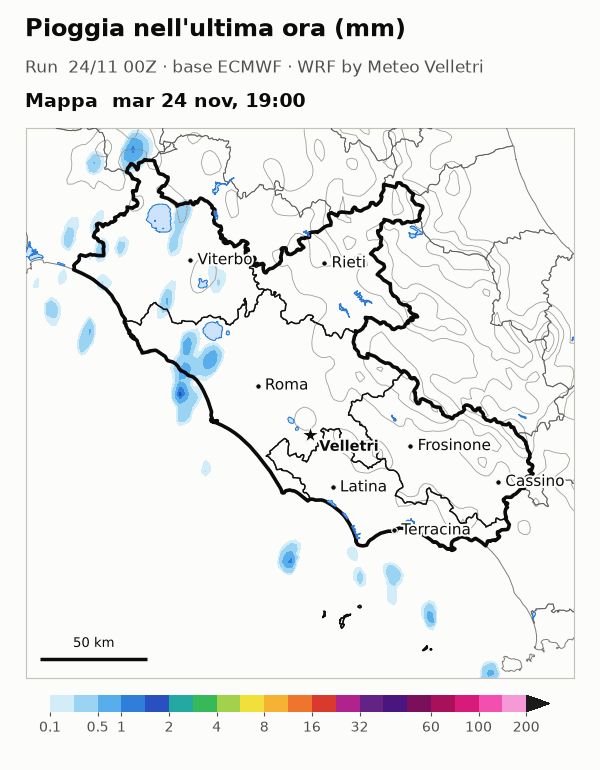 Pioggia nell'ultima ora (mm)
Run  24/11 00Z · base ECMWF · WRF by Meteo Velletri
Mappa  mar 24 nov, 19:00
Viterbo
Rieti
Roma
Velletri
Frosinone
Cassino
Latina
Terracina
50 km
0.1 0.5 1 2 4 8 16 32 60 100 200